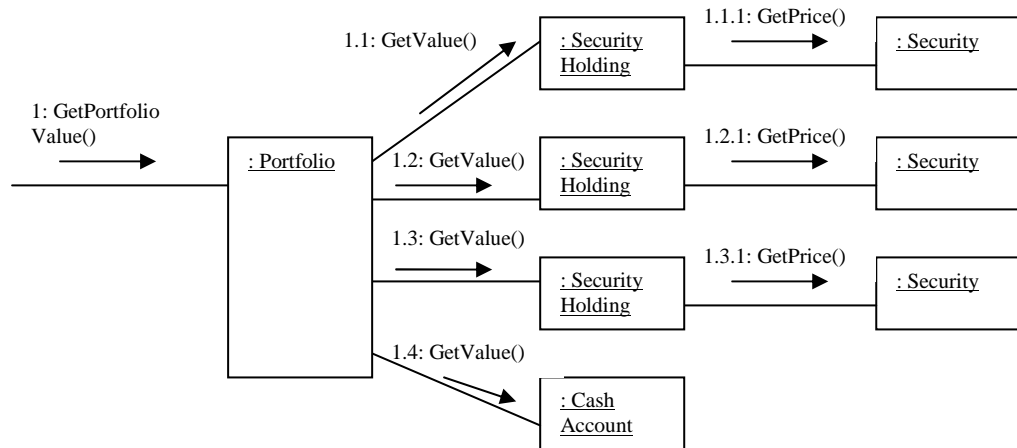 1.1: GetValue()
1.1.1: GetPrice()
: Security
Holding
: Security
1: GetPortfolio
Value()
: Portfolio
1.2: GetValue()
: Security
Holding
1.2.1: GetPrice()
: Security
1.3: GetValue()
: Security
Holding
1.3.1: GetPrice()
: Security
1.4: GetValue()
: Cash
Account